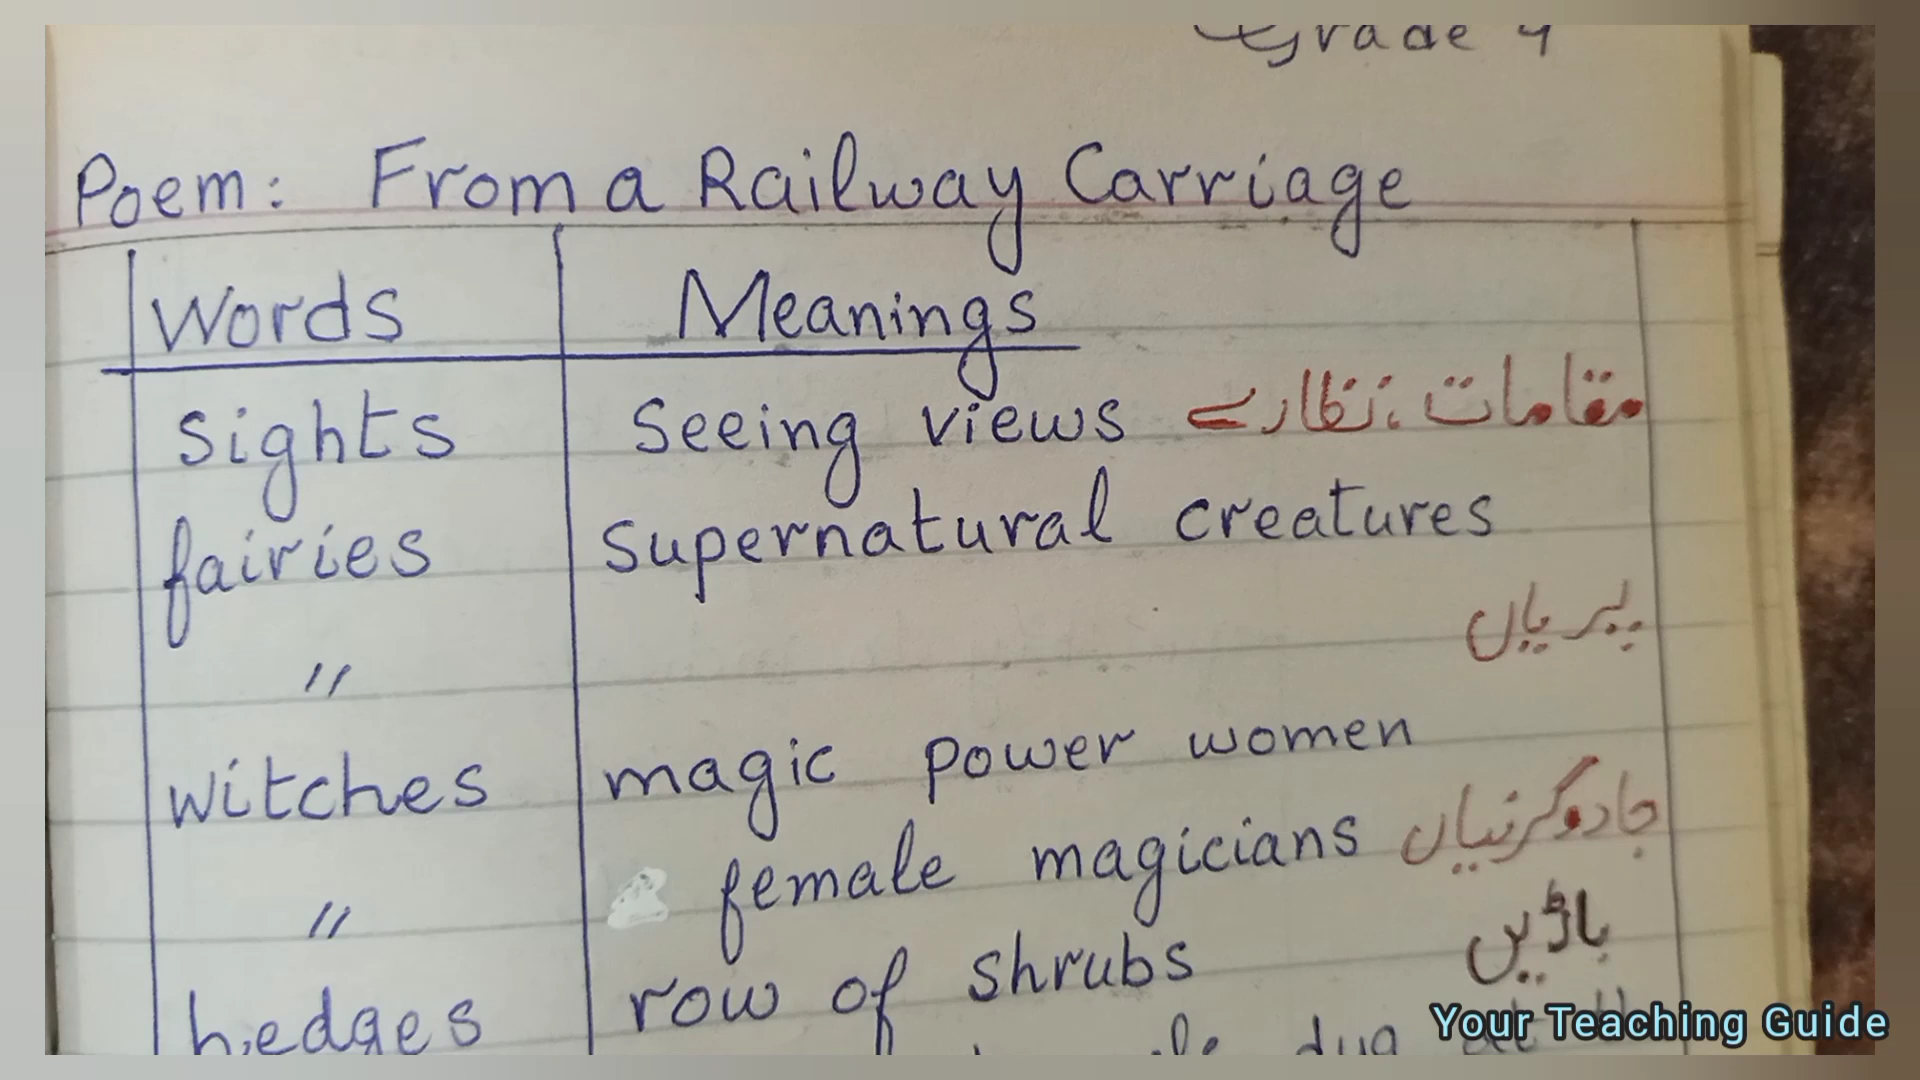 Grade 4
Poem: From a Railway Carriage
Words Meanings
sights Seeing views مقامات، نظارے
fairies supernatural creatures
" پریاں
witches magic power women
" female magicians جادوگرنیاں
hedges row of shrubs باڑیں
dug
Your Teaching Guide